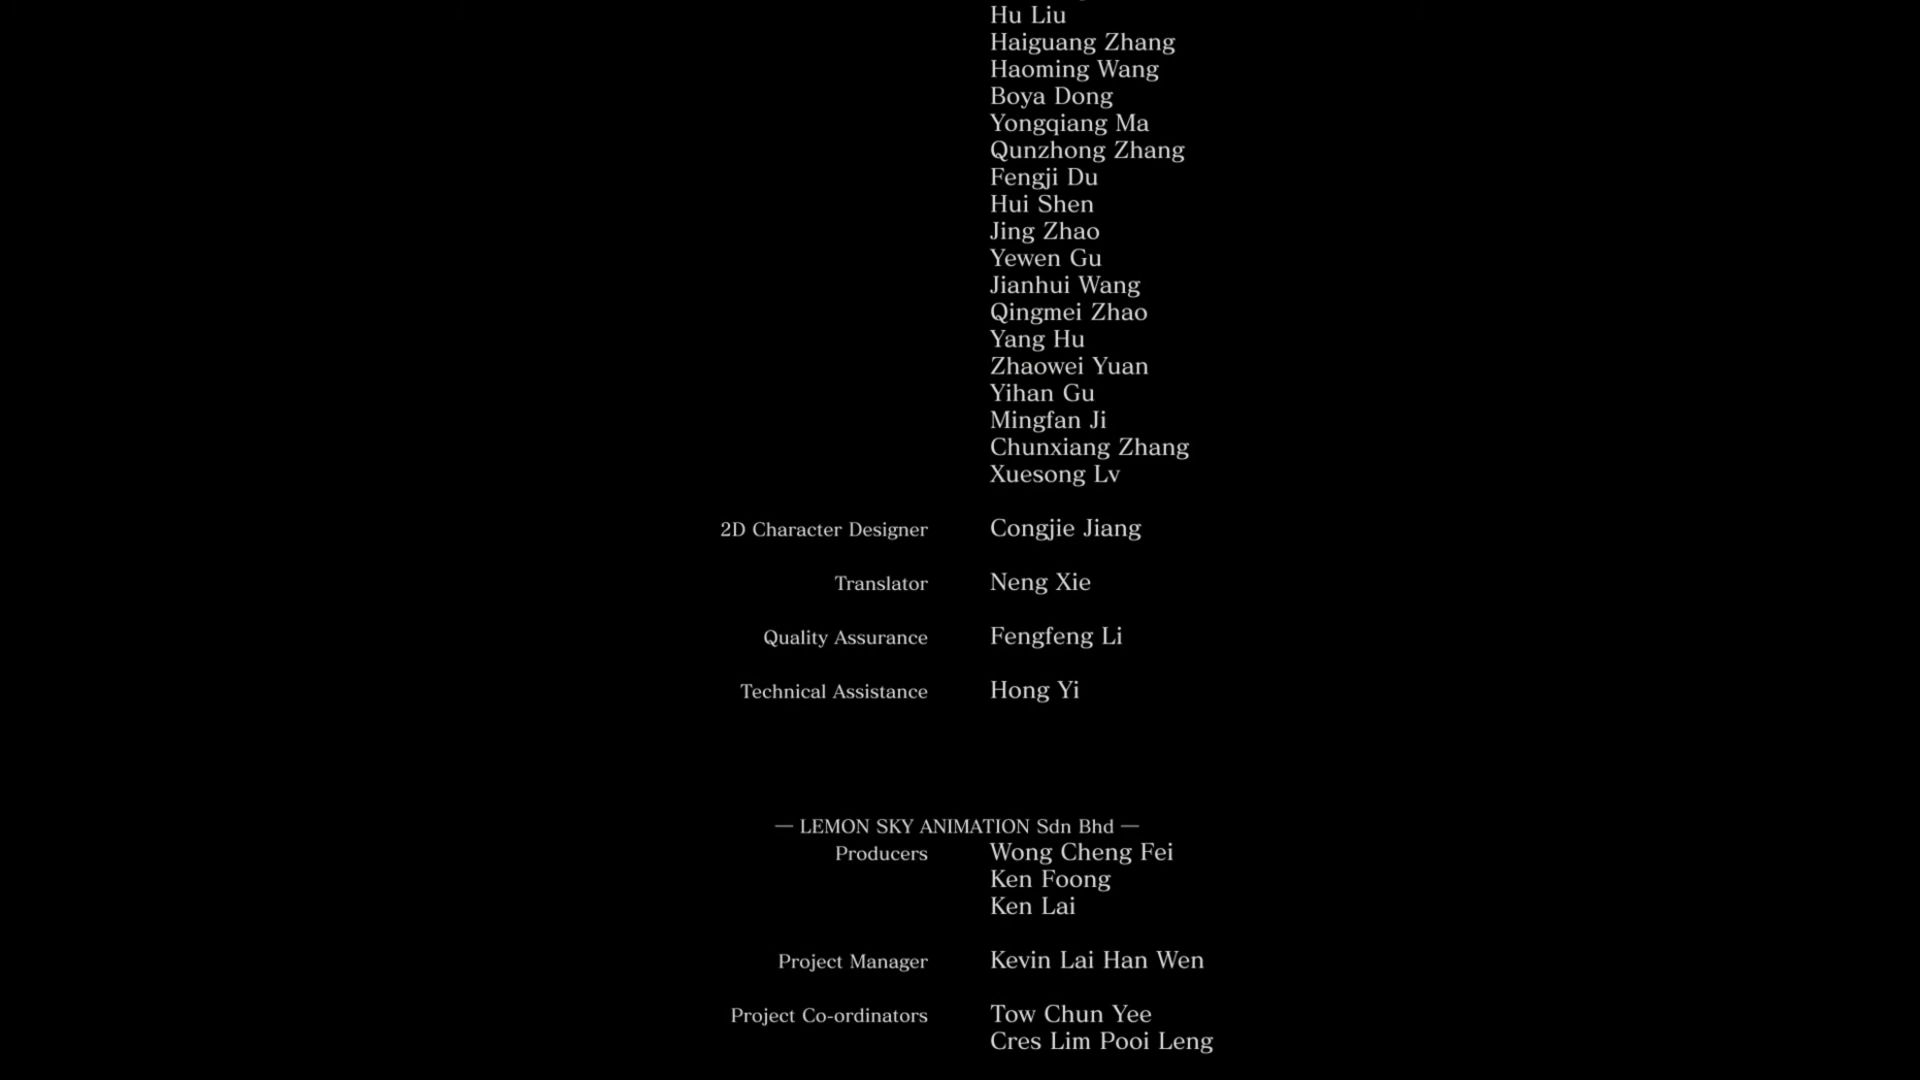 Hu Liu
Haiguang Zhang
Haoming Wang
Boya Dong
Yongqiang Ma
Qunzhong Zhang
Fengji Du
Hui Shen
Jing Zhao
Yewen Gu
Jianhui Wang
Qingmei Zhao
Yang Hu
Zhaowei Yuan
Yihan Gu
Mingfan Ji
Chunxiang Zhang
Xuesong Lv
2D Character Designer Congjie Jiang
Translator Neng Xie
Quality Assurance Fengfeng Li
Technical Assistance Hong Yi
— LEMON SKY ANIMATION Sdn Bhd —
Producers Wong Cheng Fei
Ken Foong
Ken Lai
Project Manager Kevin Lai Han Wen
Project Co-ordinators Tow Chun Yee
Cres Lim Pooi Leng